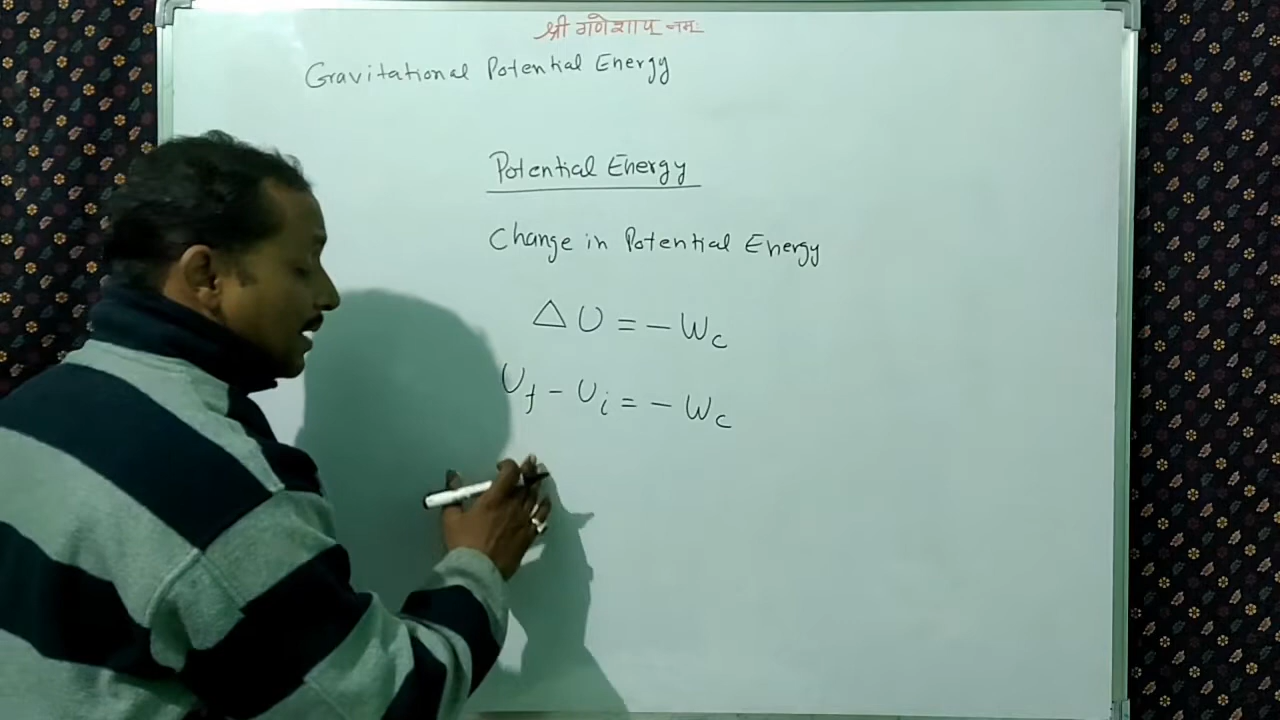 श्री गणेशाय नमः
Gravitational Potential Energy
Potential Energy
Change in Potential Energy
△ U = - Wc
Uf - Ui = - Wc